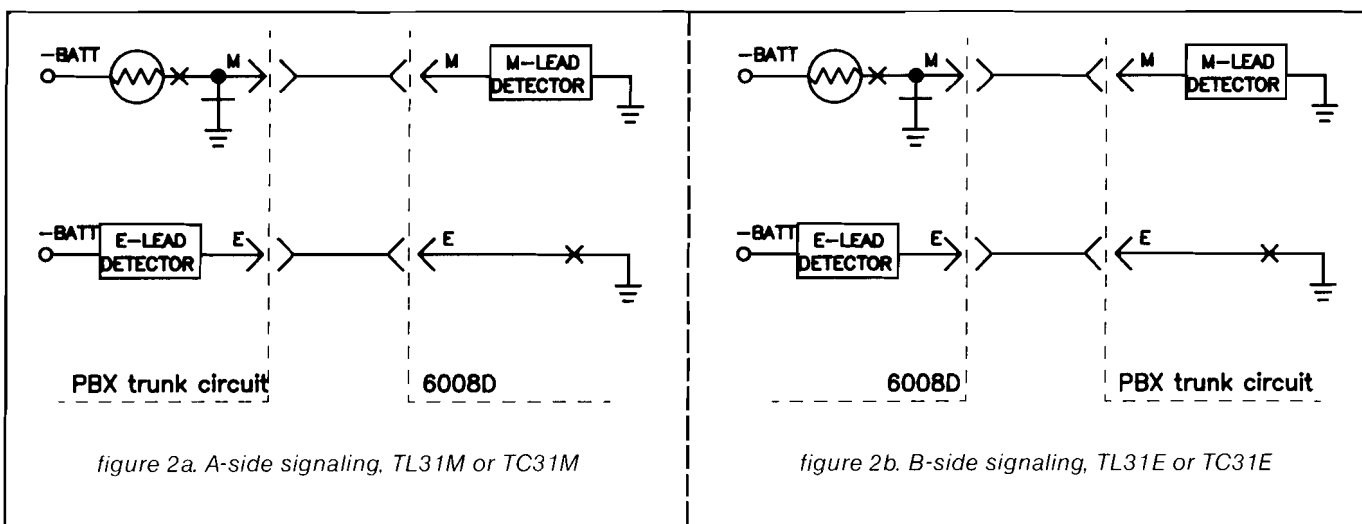 -BATT
M
M
M-LEAD
DETECTOR
-BATT
E-LEAD
DETECTOR
E
E
PBX trunk circuit
6008D
figure 2a. A-side signaling, TL31M or TC31M
-BATT
M
M
M-LEAD
DETECTOR
-BATT
E-LEAD
DETECTOR
E
E
6008D
PBX trunk circuit
figure 2b. B-side signaling, TL31E or TC31E